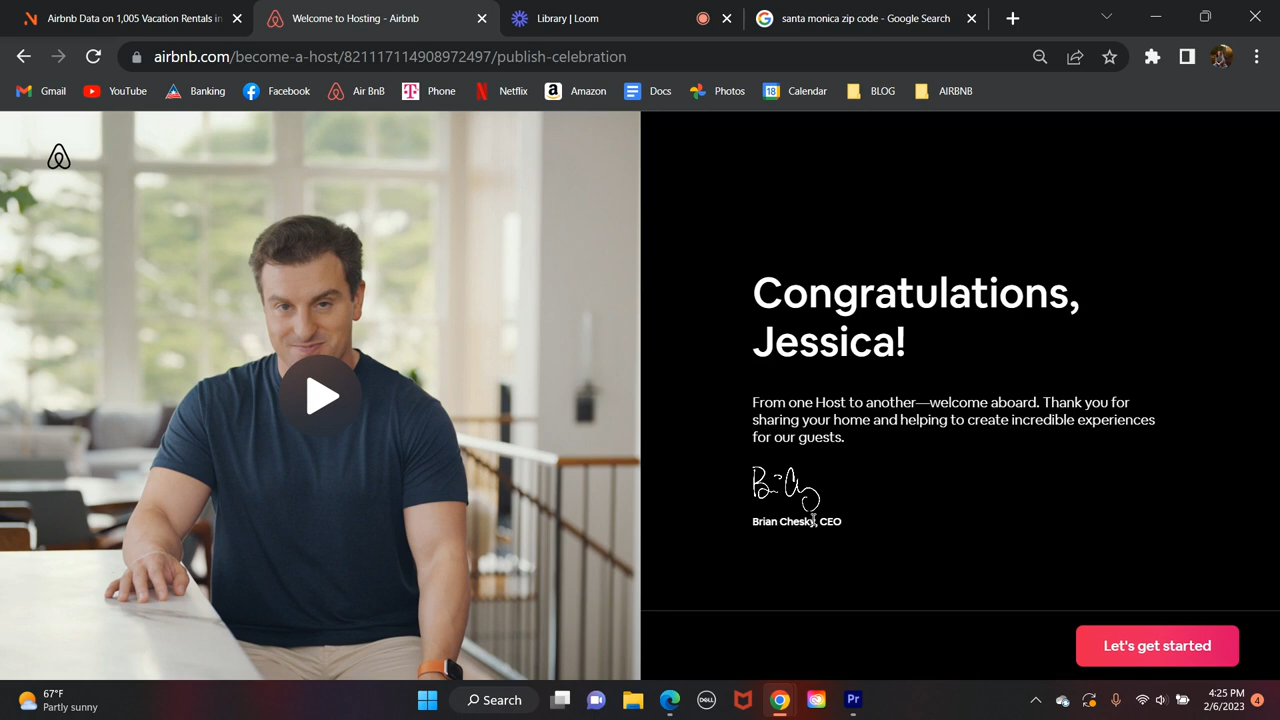 Airbnb Data on 1,005 Vacation Rentals in
Welcome to Hosting - Airbnb
Library | Loom
santa monica zip code - Google Search
airbnb.com/become-a-host/821117114908972497/publish-celebration
Gmail
YouTube
Banking
Facebook
Air BnB
Phone
Netflix
Amazon
Docs
Photos
18
Calendar
BLOG
AIRBNB
Congratulations,
Jessica!
From one Host to another—welcome aboard. Thank you for
sharing your home and helping to create incredible experiences
for our guests.
Brian Chesky, CEO
Let's get started
67°F
Partly sunny
Search
DELL
Pr
4:25 PM
2/6/2023
4